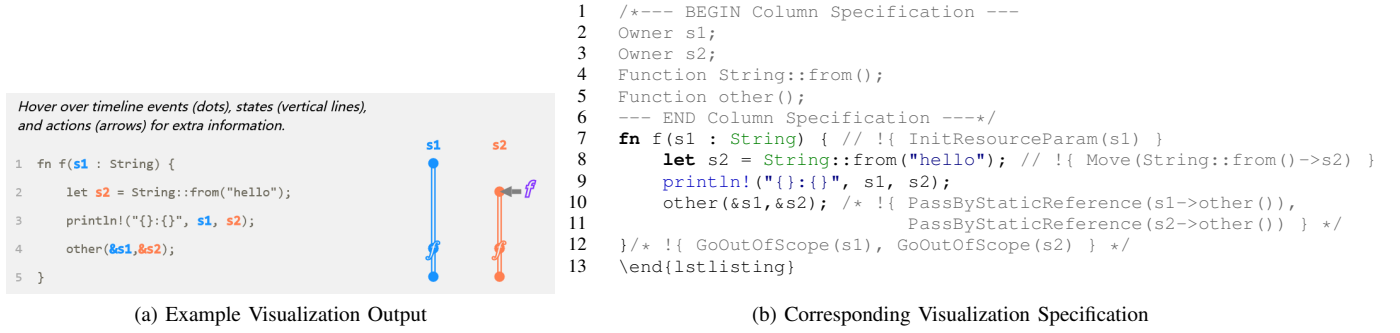 Hover over timeline events (dots), states (vertical lines),
and actions (arrows) for extra information.
s1 s2
1 fn f(s1 : String) {
2 let s2 = String::from("hello"); f
3 println!("{}:{}", s1, s2);
4 other(&s1,&s2); f f
5 }
(a) Example Visualization Output
1 /*--- BEGIN Column Specification ---
2 Owner s1;
3 Owner s2;
4 Function String::from();
5 Function other();
6 --- END Column Specification ---*/
7 fn f(s1 : String) { // !{ InitResourceParam(s1) }
8 let s2 = String::from("hello"); // !{ Move(String::from()->s2) }
9 println!("{}:{}", s1, s2);
10 other(&s1,&s2); /* !{ PassByStaticReference(s1->other()),
11 PassByStaticReference(s2->other()) } */
12 }/* !{ GoOutOfScope(s1), GoOutOfScope(s2) } */
13 \end{lstlisting}
(b) Corresponding Visualization Specification